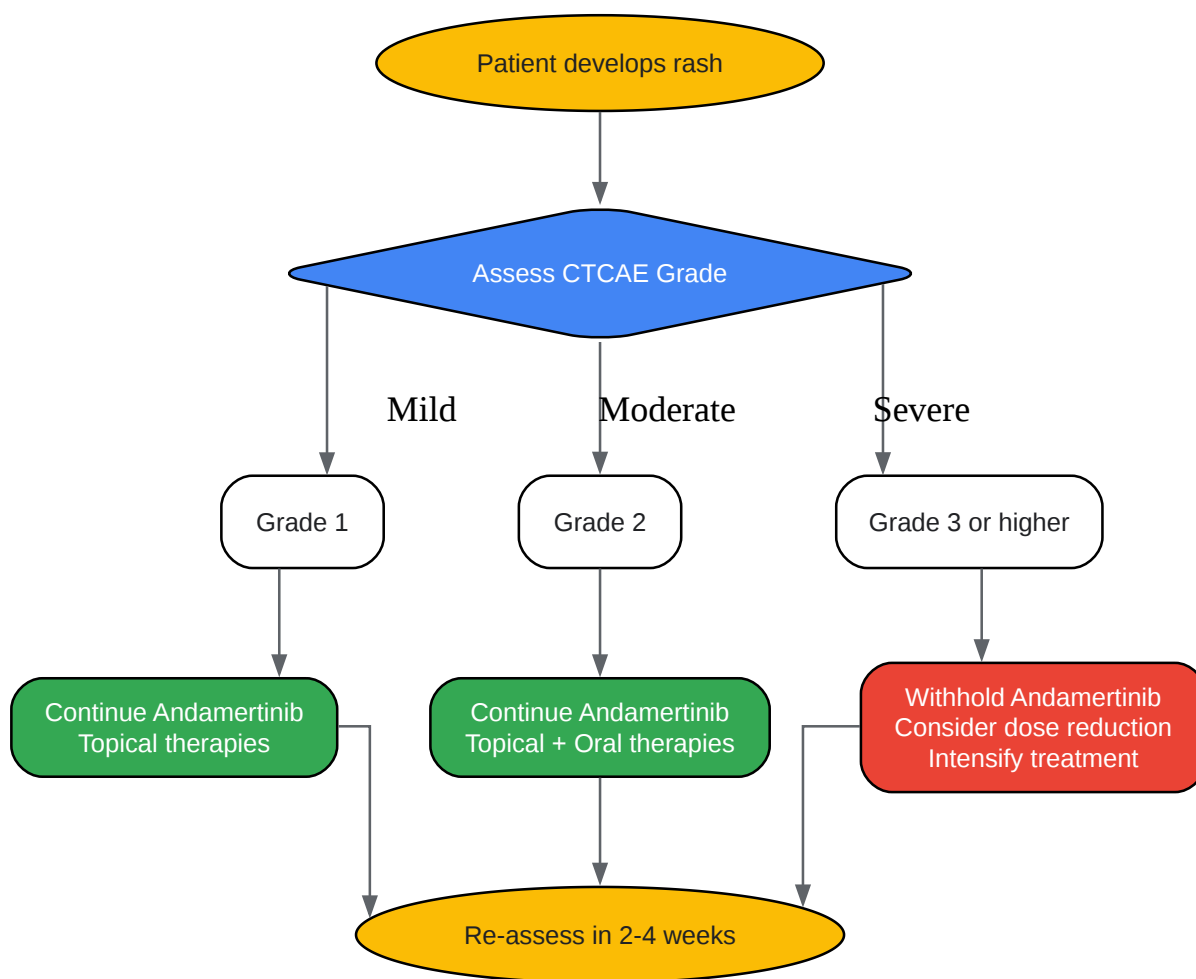 Patient develops rash
Assess CTCAE Grade
Mild
Moderate
Severe
Grade 1
Grade 2
Grade 3 or higher
Continue Andamertinib
Topical therapies
Continue Andamertinib
Topical + Oral therapies
Withhold Andamertinib
Consider dose reduction
Intensify treatment
Re-assess in 2-4 weeks